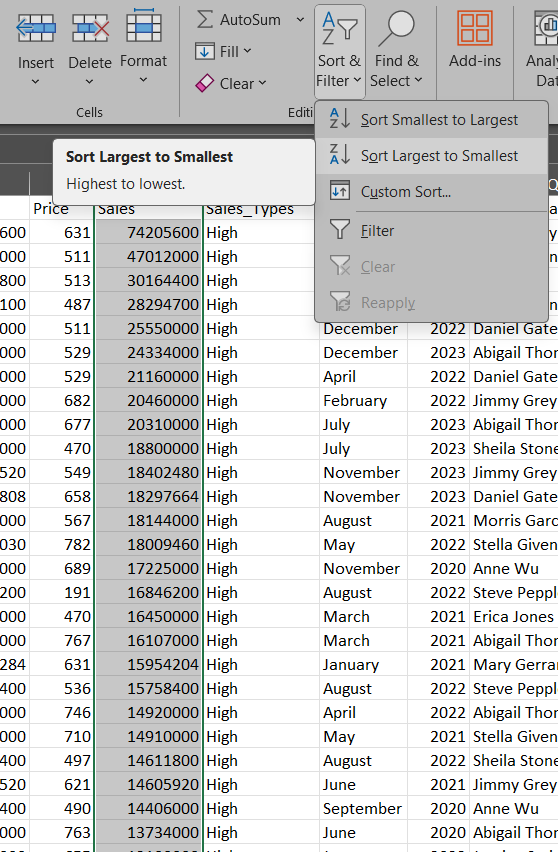 AutoSum
Fill
Clear
Insert Delete Format
Cells
Editi
Sort & Filter
Find & Select
Add-ins
Analy
Dat
Sort Smallest to Largest
Sort Largest to Smallest
Custom Sort...
Filter
Clear
Reapply
Sort Largest to Smallest
Highest to lowest.
Q
Price Sales Sales_Types
600 631 74205600 High
000 511 47012000 High
800 513 30164400 High
100 487 28294700 High
000 511 25550000 High December 2022 Daniel Gate
000 529 24334000 High December 2023 Abigail Thor
000 529 21160000 High April 2022 Daniel Gate
000 682 20460000 High February 2022 Jimmy Grey
000 677 20310000 High July 2023 Abigail Thor
000 470 18800000 High July 2023 Sheila Stone
520 549 18402480 High November 2023 Jimmy Grey
808 658 18297664 High November 2023 Daniel Gate
000 567 18144000 High August 2021 Morris Garc
030 782 18009460 High May 2022 Stella Given
000 689 17225000 High November 2020 Anne Wu
200 191 16846200 High August 2022 Steve Peppl
000 470 16450000 High March 2021 Erica Jones
000 767 16107000 High March 2021 Abigail Thor
284 631 15954204 High January 2021 Mary Gerra
400 536 15758400 High August 2022 Steve Peppl
000 746 14920000 High April 2022 Abigail Thor
000 710 14910000 High May 2021 Stella Given
400 497 14611800 High August 2022 Sheila Stone
520 621 14605920 High June 2021 Jimmy Grey
400 490 14406000 High September 2020 Anne Wu
000 763 13734000 High June 2020 Abigail Thor